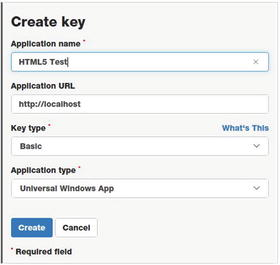 Create key
Application name *
HTML5 Test
Application URL
http://localhost
Key type * What's This
Basic
Application type *
Universal Windows App
Create Cancel
* Required field